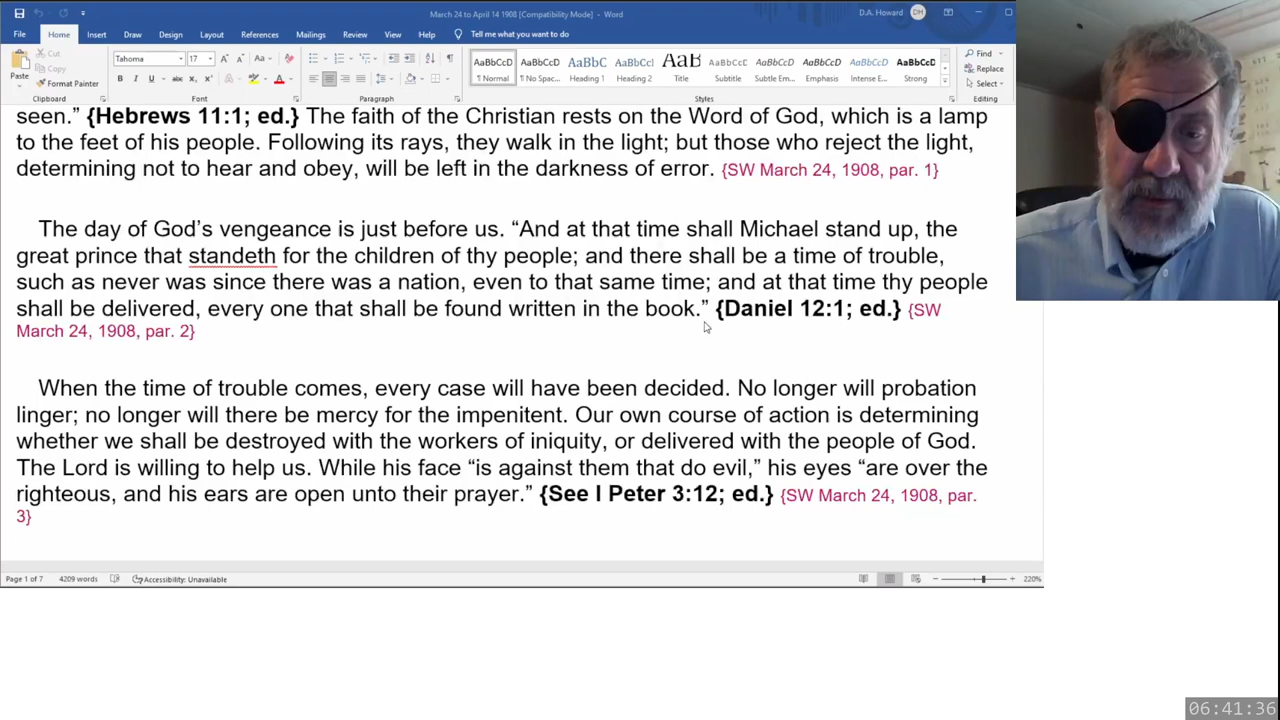 March 24 to April 14 1908 [Compatibility Mode] - Word
D.A. Howard
DH
File Home Insert Draw Design Layout References Mailings Review View Help Tell me what you want to do
Paste
Cut
Copy
Format Painter
Clipboard
Tahoma 17
Font
Paragraph
AaBbCcD AaBbCcD AaBbC AaBbCcI AaB AaBbCcD AaBbCcD AaBbCcD AaBbCcD AaBbCcD
¶ Normal ¶ No Spac... Heading 1 Heading 2 Title Subtitle Subtle Em... Emphasis Intense E... Strong
Styles
Find
Replace
Select
Editing
seen.” {Hebrews 11:1; ed.} The faith of the Christian rests on the Word of God, which is a lamp
to the feet of his people. Following its rays, they walk in the light; but those who reject the light,
determining not to hear and obey, will be left in the darkness of error. {SW March 24, 1908, par. 1}
The day of God’s vengeance is just before us. “And at that time shall Michael stand up, the
great prince that standeth for the children of thy people; and there shall be a time of trouble,
such as never was since there was a nation, even to that same time; and at that time thy people
shall be delivered, every one that shall be found written in the book.” {Daniel 12:1; ed.} {SW
March 24, 1908, par. 2}
When the time of trouble comes, every case will have been decided. No longer will probation
linger; no longer will there be mercy for the impenitent. Our own course of action is determining
whether we shall be destroyed with the workers of iniquity, or delivered with the people of God.
The Lord is willing to help us. While his face “is against them that do evil,” his eyes “are over the
righteous, and his ears are open unto their prayer.” {See I Peter 3:12; ed.} {SW March 24, 1908, par.
3}
Page 1 of 7 4209 words Accessibility: Unavailable 220%
06:41:36